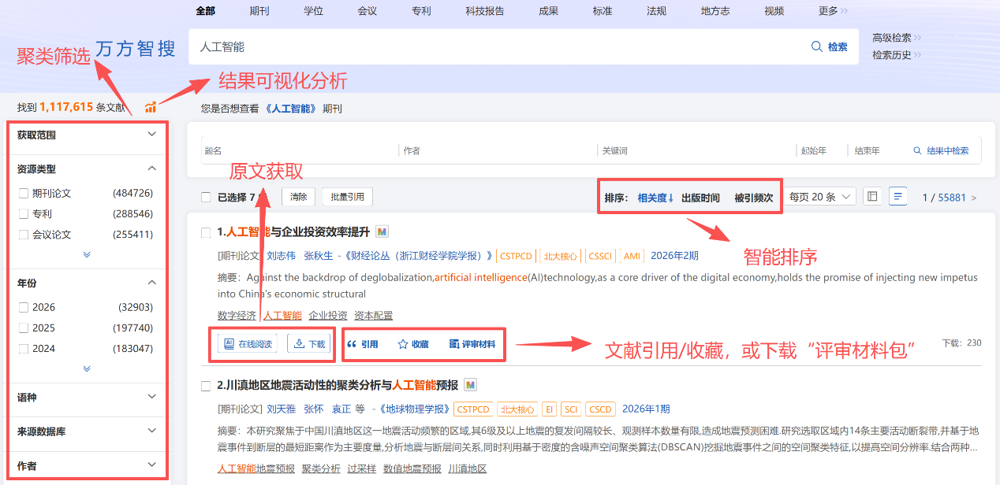 全部 期刊 学位 会议 专利 科技报告 成果 标准 法规 地方志 视频 更多
聚类筛选 万方智搜 人工智能 检索 高级检索
检索历史
结果可视化分析
找到 1,117,615 条文献 您是否想查看 《人工智能》 期刊
获取范围
资源类型
期刊论文 (484726)
专利 (288546)
会议论文 (255411)
年份
2026 (32903)
2025 (197740)
2024 (183047)
语种
来源数据库
作者
题名 作者 关键词 起始年 结束年 结果中检索
原文获取
已选择 7 清除 批量引用 排序: 相关度↓ 出版时间 被引频次 每页 20 条 1 / 55881 >
智能排序
1.人工智能与企业投资效率提升 M
[期刊论文] 刘志伟 张秋生 -《财经论丛（浙江财经学院学报）》 CSTPCD 北大核心 CSSCI AMI 2026年2期
摘要：Against the backdrop of deglobalization,artificial intelligence(AI)technology,as a core driver of the digital economy,holds the promise of injecting new impetus
into China's economic structural
数字经济 人工智能 企业投资 资本配置
AI 在线阅读 下载 引用 收藏 评审材料 下载：230
文献引用/收藏，或下载“评审材料包”
2.川滇地区地震活动性的聚类分析与人工智能预报 M
[期刊论文] 刘天雅 张怀 袁正 等 -《地球物理学报》 CSTPCD 北大核心 EI SCI CSCD 2026年1期
摘要：本研究聚焦于中国川滇地区这一地震活动频繁的区域,其6级及以上地震的复发间隔较长、观测样本数量有限,造成地震预测困难.研究选取区域内14条主要活动断裂带,并基于地
震事件到断层的最短距离作为主要度量,分析地震与断层间关系,同时利用基于密度的含噪声空间聚类算法(DBSCAN)挖掘地震事件之间的空间聚类特征,以提高空间分辨率.结合两种...
人工智能地震预报 聚类分析 过采样 数值地震预报 川滇地区